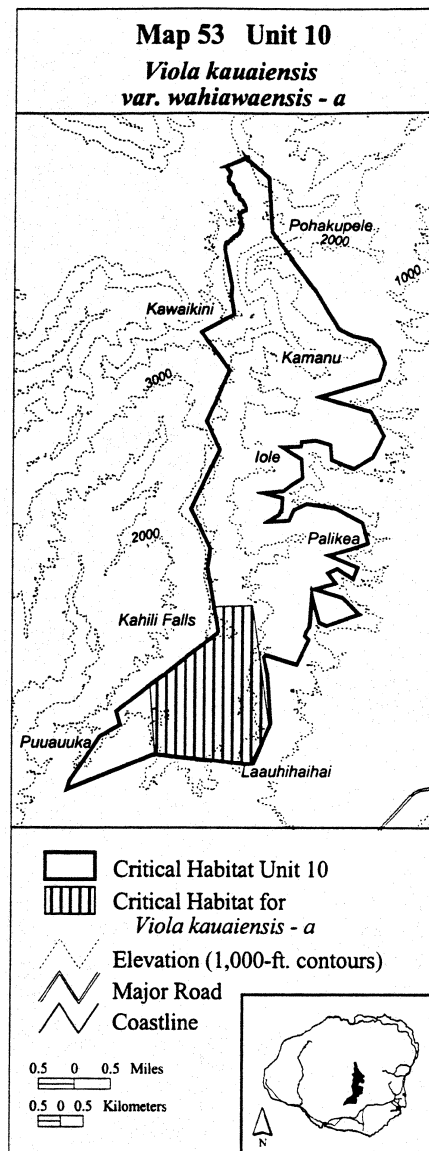 Map 53 Unit 10
Viola kauaiensis
var. wahiawaensis - a
Pohakupele
2000
1000
Kawaikini
Kamanu
3000
Iole
2000
Palikea
Kahili Falls
Puuauuka
Laauhihaihai
Critical Habitat Unit 10
Critical Habitat for
Viola kauaiensis - a
Elevation (1,000-ft. contours)
Major Road
Coastline
0.5 0 0.5 Miles
0.5 0 0.5 Kilometers
N